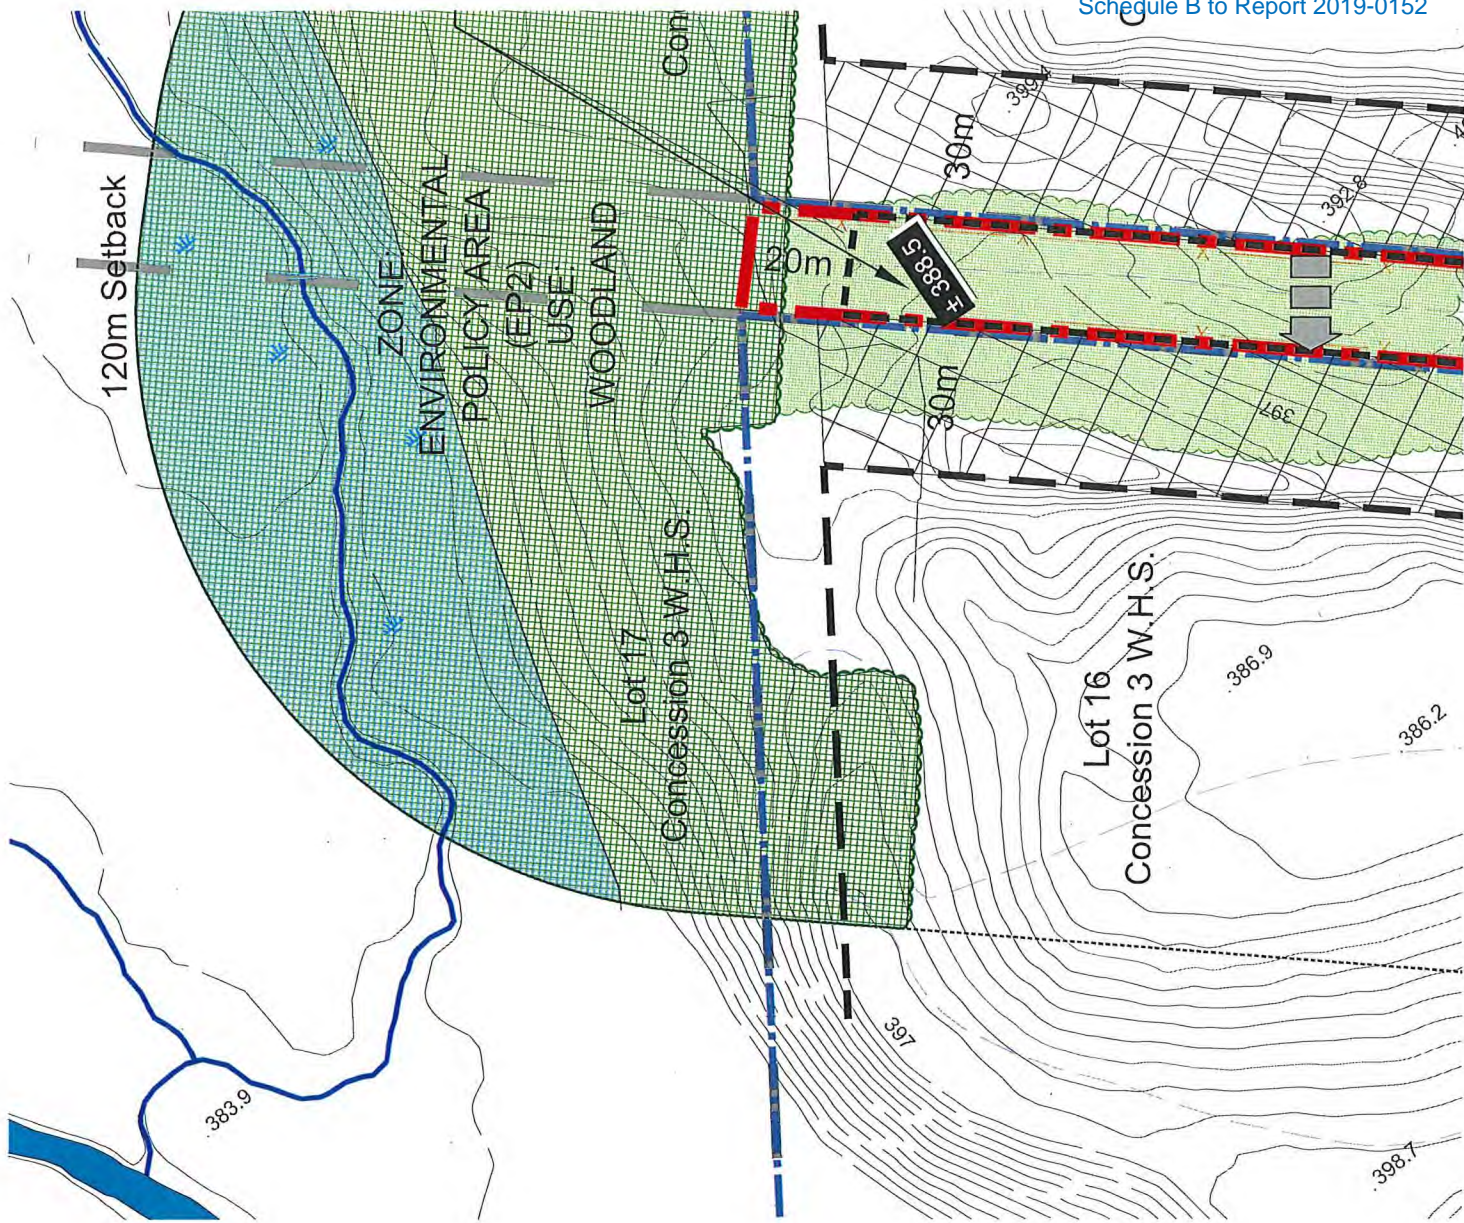 Schedule B to Report 2019-0152
Con
120m Setback
ZONE:
ENVIRONMENTAL
POLICY AREA
(EP2)
USE:
WOODLAND
20m
30m
30m
± 388.5
.399.4
.392.8
397
Lot 17
Concession 3 W.H.S.
Lot 16
Concession 3 W.H.S.
.386.9
.386.2
397
.383.9
.398.7